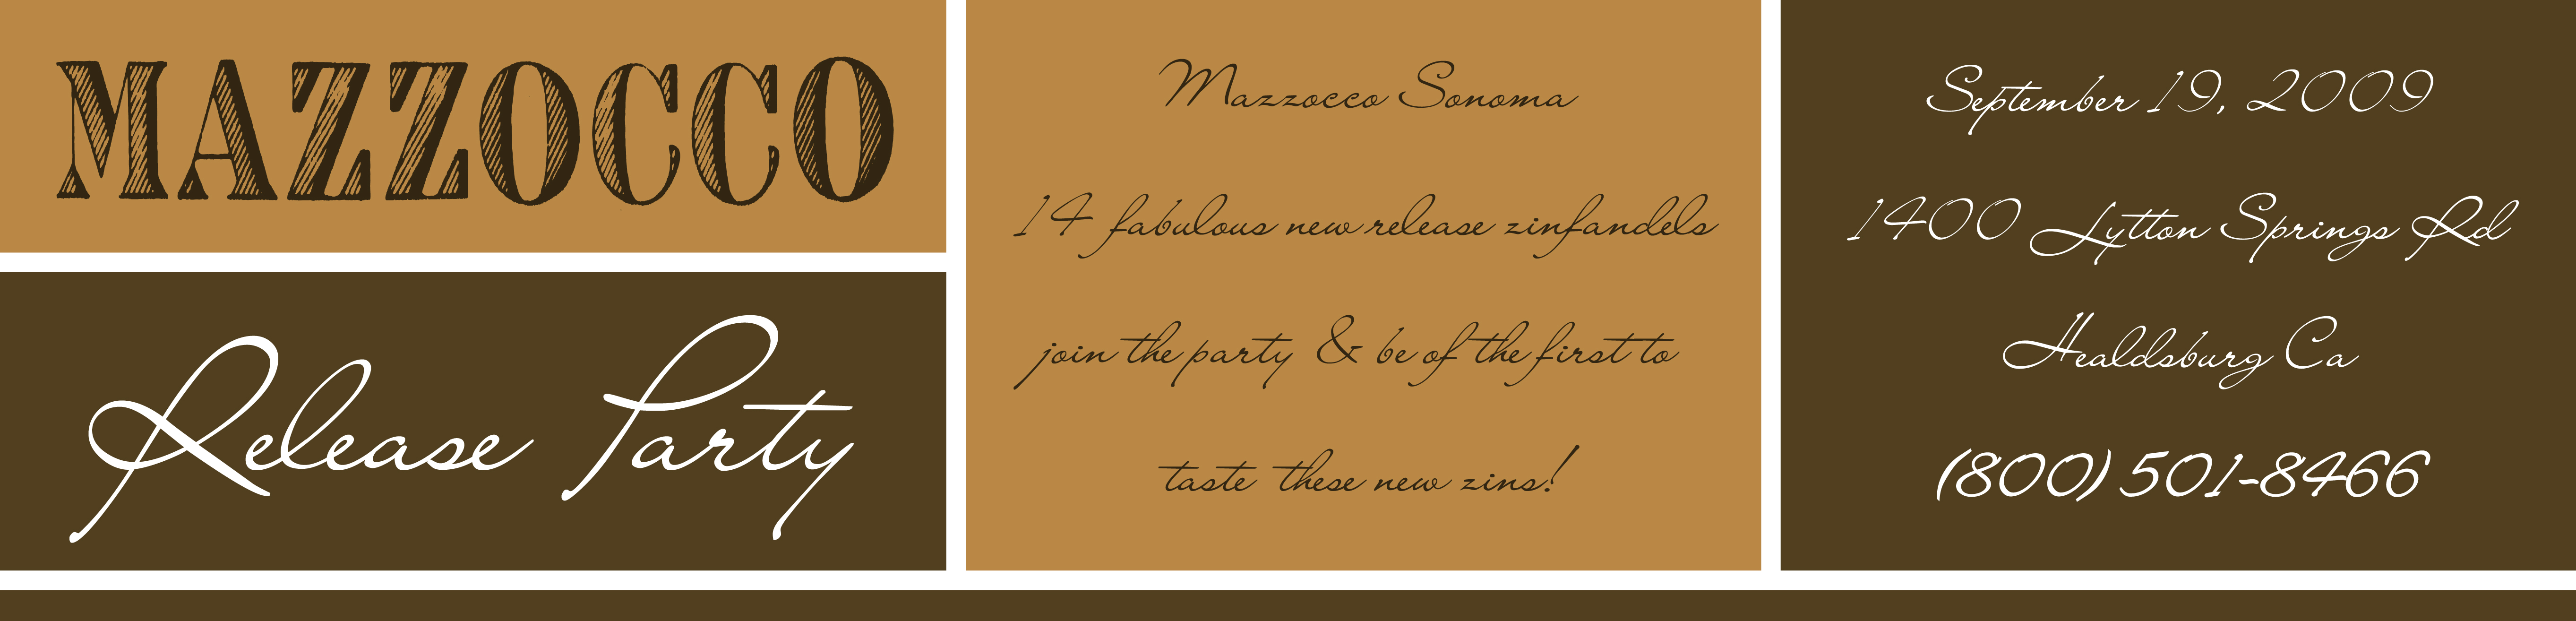 MAZZOCCO
Release Party
Mazzocco Sonoma
14 fabulous new release zinfandels
join the party & be of the first to
taste these new zins!
September 19, 2009
1400 Lytton Springs Rd
Healdsburg Ca
(800) 501-8466